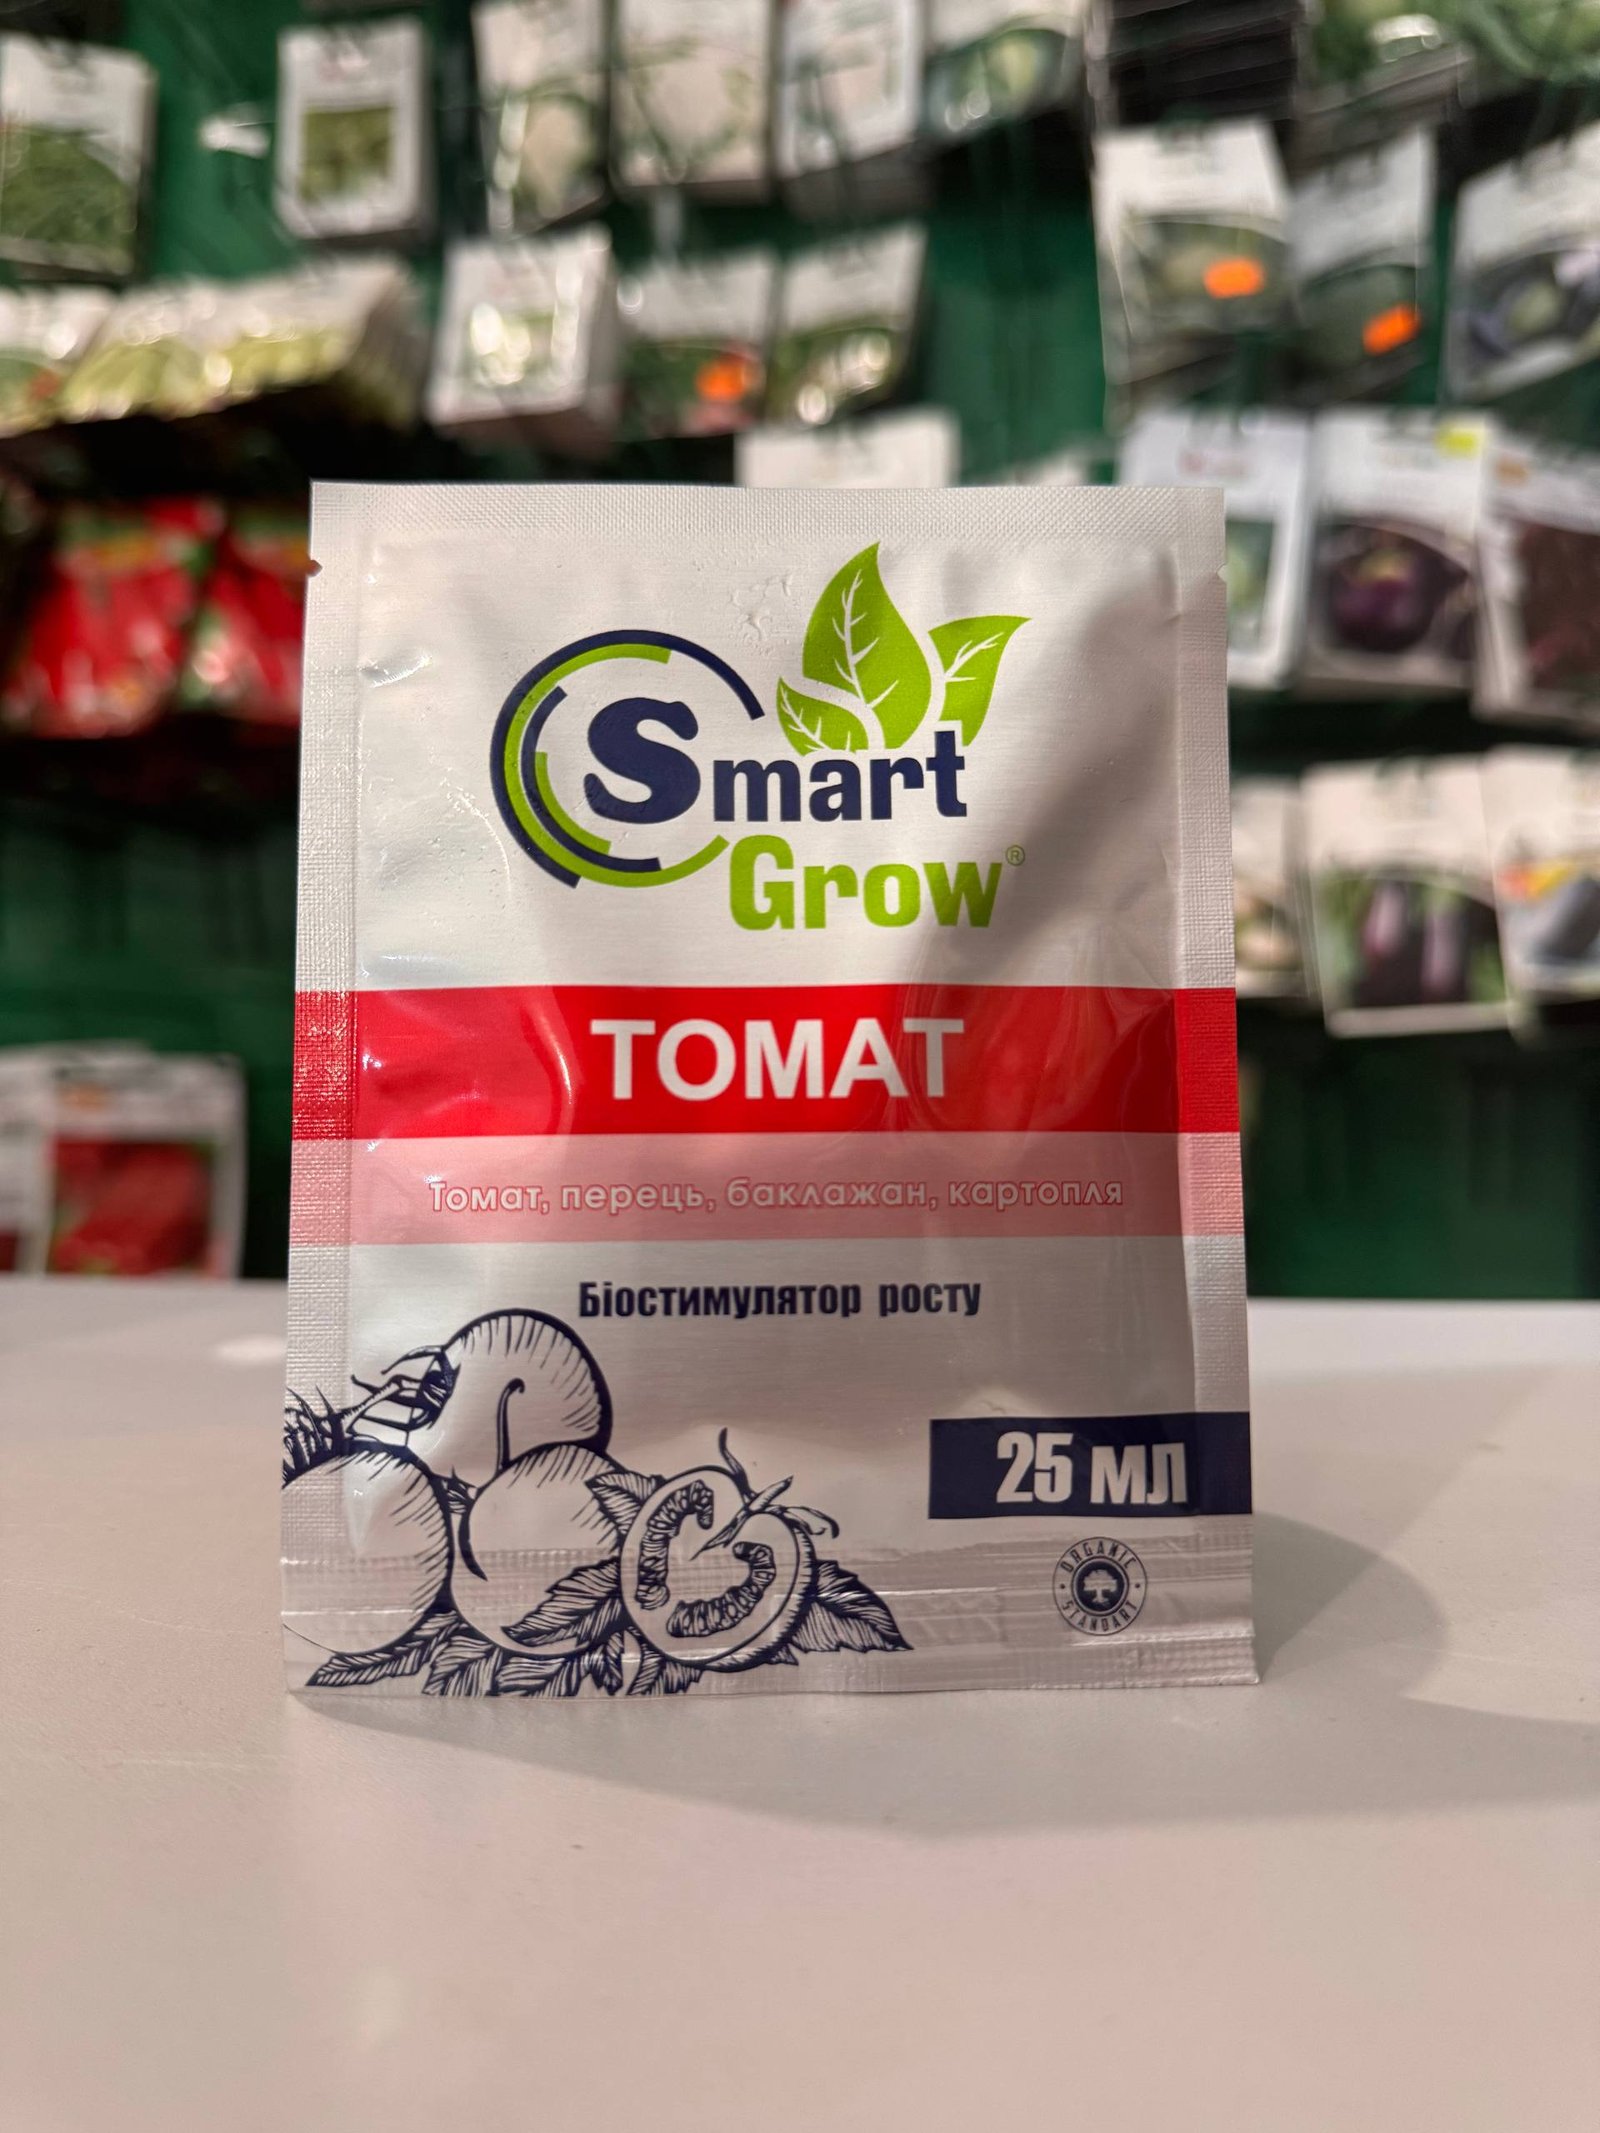 Smart
Grow®
ТОМАТ
Томат, перець, баклажан, картопля
Біостимулятор росту
25 мл
ORGANIC
STANDART